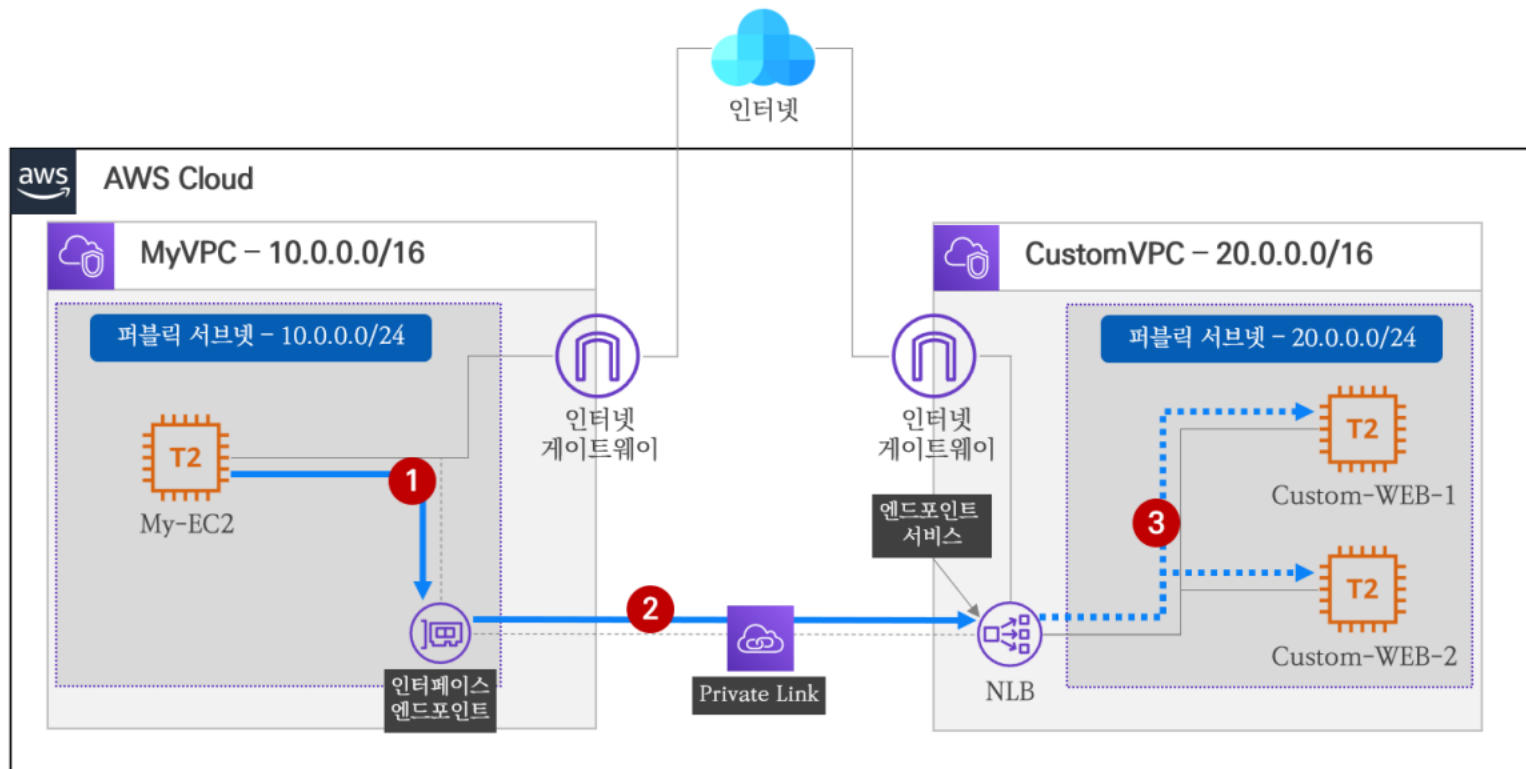 인터넷
aws
AWS Cloud
MyVPC – 10.0.0.0/16
퍼블릭 서브넷 – 10.0.0.0/24
T2
My-EC2
1
인터넷
게이트웨이
인터페이스
엔드포인트
2
Private Link
CustomVPC – 20.0.0.0/16
인터넷
게이트웨이
엔드포인트
서비스
NLB
퍼블릭 서브넷 – 20.0.0.0/24
3
T2
Custom-WEB-1
T2
Custom-WEB-2